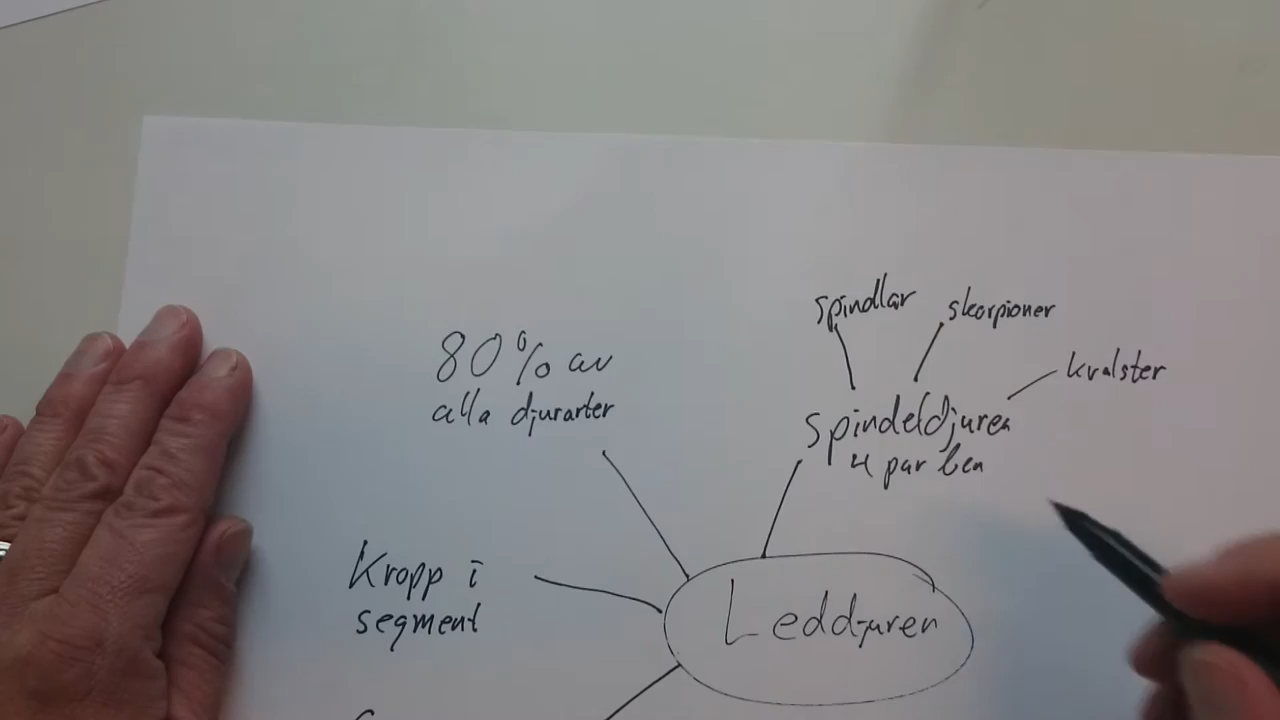 spindlar
skorpioner
80% av
alla djurarter
kvalster
Spindeldjuren
4 par ben
Kropp i
segment
Leddjuren